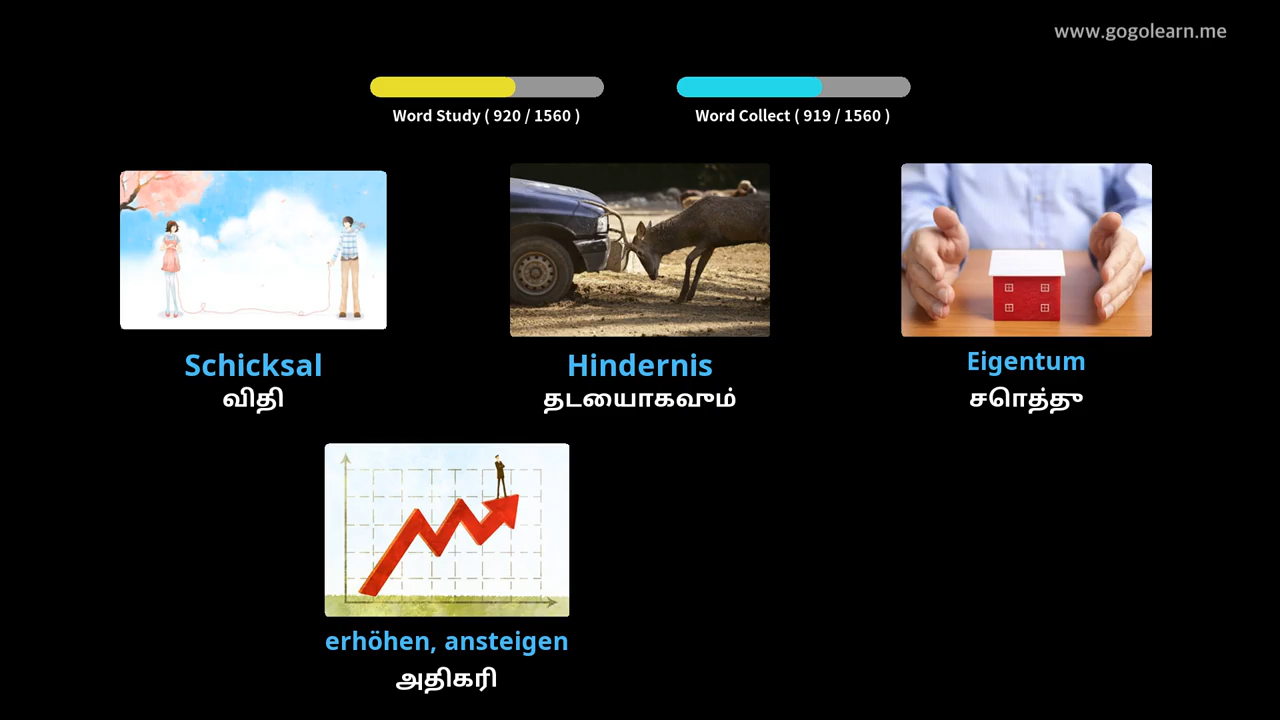 www.gogolearn.me
Word Study ( 920 / 1560 )
Word Collect ( 919 / 1560 )
Schicksal
விதி
Hindernis
தடையாகவும்
Eigentum
சொத்து
erhöhen, ansteigen
அதிகரி